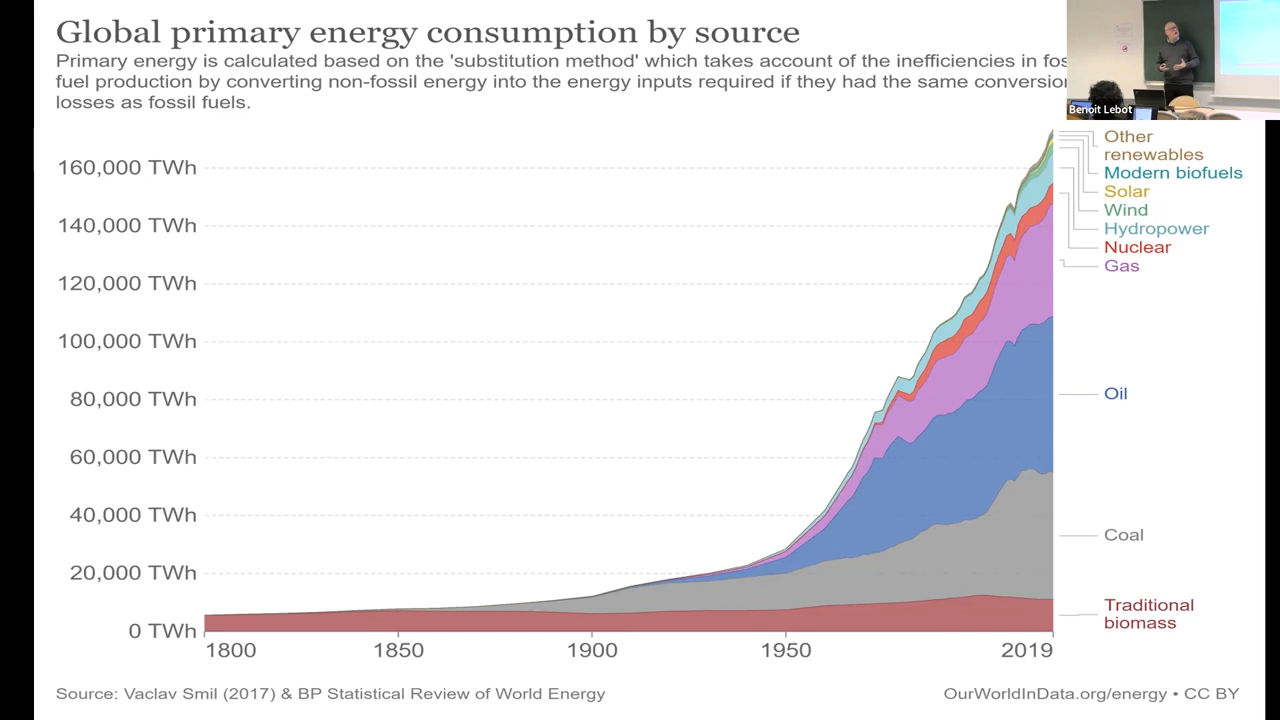 Global primary energy consumption by source
Primary energy is calculated based on the 'substitution method' which takes account of the inefficiencies in
fuel production by converting non-fossil energy into the energy inputs required if they had the same
losses as fossil fuels.
Benoit Lebot
160,000 TWh
140,000 TWh
120,000 TWh
100,000 TWh
80,000 TWh
60,000 TWh
40,000 TWh
20,000 TWh
0 TWh
1800
1850
1900
1950
2019
Other
renewables
Modern biofuels
Solar
Wind
Hydropower
Nuclear
Gas
Oil
Coal
Traditional
biomass
Source: Vaclav Smil (2017) & BP Statistical Review of World Energy
OurWorldInData.org/energy • CC BY